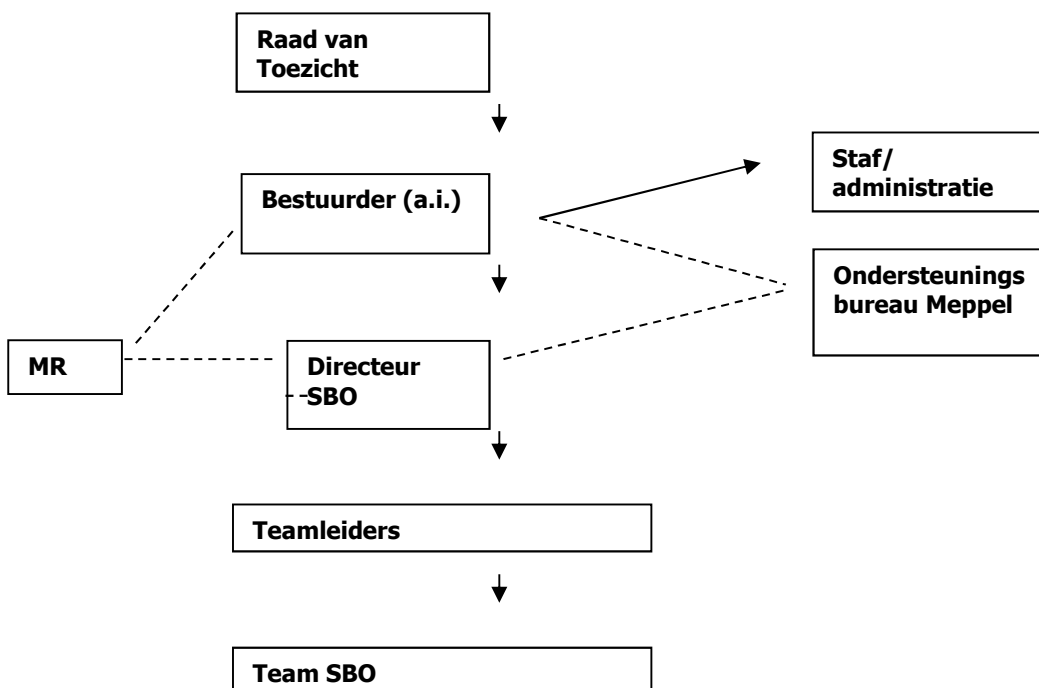 Raad van
Toezicht
Bestuurder (a.i.)
Staf/
administratie
Ondersteunings
bureau Meppel
MR
Directeur
SBO
Teamleiders
Team SBO